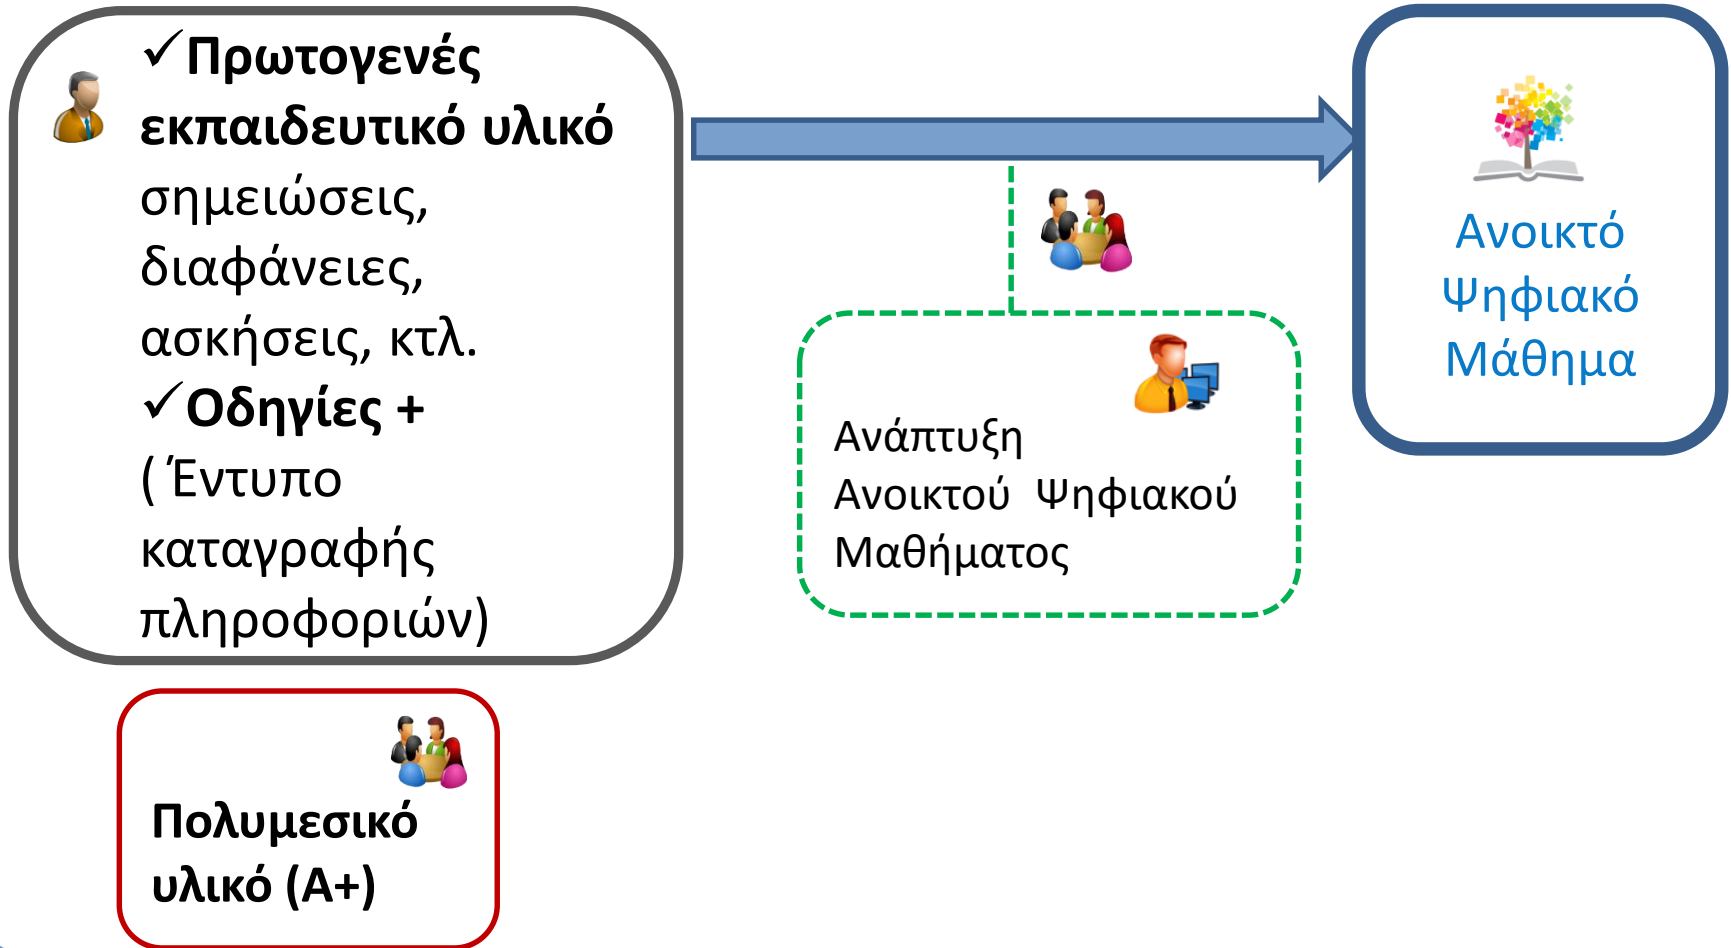 ✓Πρωτογενές
εκπαιδευτικό υλικό
σημειώσεις,
διαφάνειες,
ασκήσεις, κτλ.
✓Οδηγίες +
( Έντυπο
καταγραφής
πληροφοριών)
Πολυμεσικό
υλικό (Α+)
Ανάπτυξη
Ανοικτού Ψηφιακού
Μαθήματος
Ανοικτό
Ψηφιακό
Μάθημα